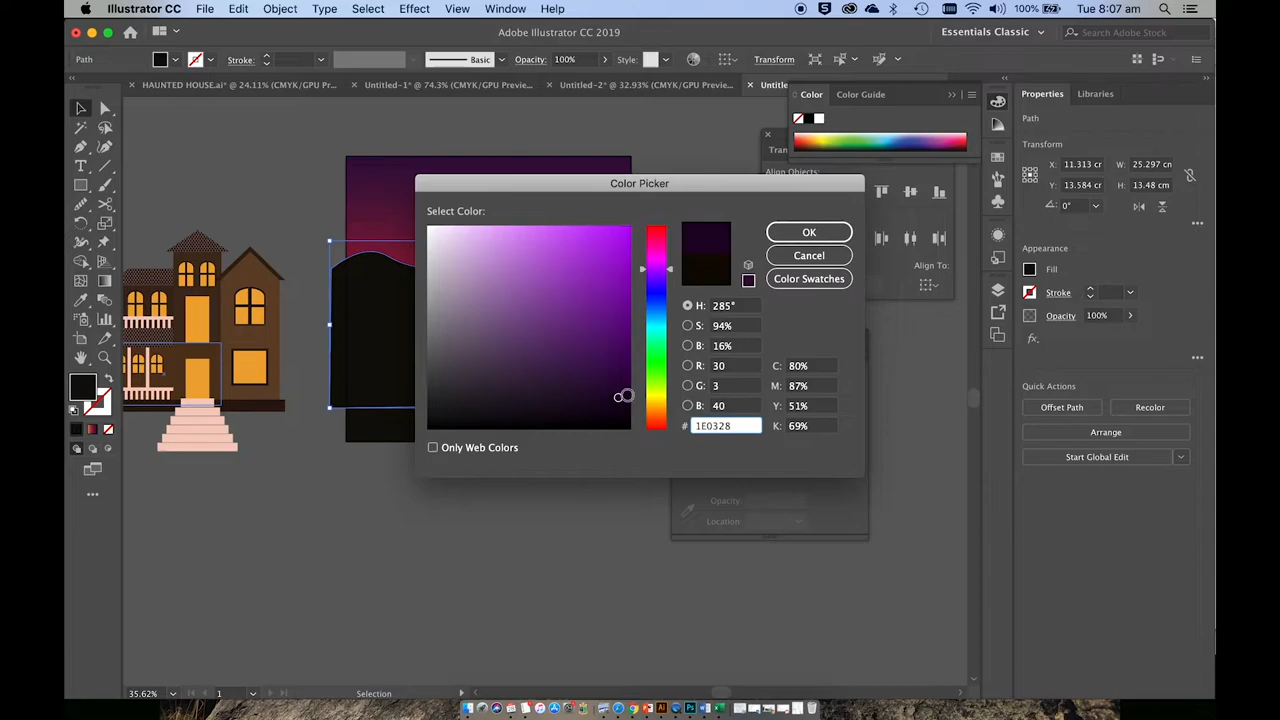 Illustrator CC File Edit Object Type Select Effect View Window Help 100% Tue 8:07 am
Adobe Illustrator CC 2019 Essentials Classic Search Adobe Stock
Path Stroke: Basic Opacity: 100% Style: Transform
HAUNTED HOUSE.ai* @ 24.11% (CMYK/GPU Pr... Untitled-1* @ 74.3% (CMYK/GPU Preview... Untitled-2* @ 32.93% (CMYK/GPU Previe...
Color Color Guide
Properties Libraries
Path
Transform
X: 11.313 cr W: 25.297 cn
Y: 13.584 cr H: 13.48 cm
0°
Align Objects:
Align To:
Color Picker
Select Color:
OK
Cancel
Color Swatches
H: 285°
S: 94%
B: 16%
R: 30 C: 80%
G: 3 M: 87%
B: 40 Y: 51%
# 1E0328 K: 69%
Only Web Colors
Appearance
Fill
Stroke
Opacity 100%
fx.
Quick Actions
Offset Path Recolor
Arrange
Start Global Edit
Opacity:
Location:
35.62% 1 Selection